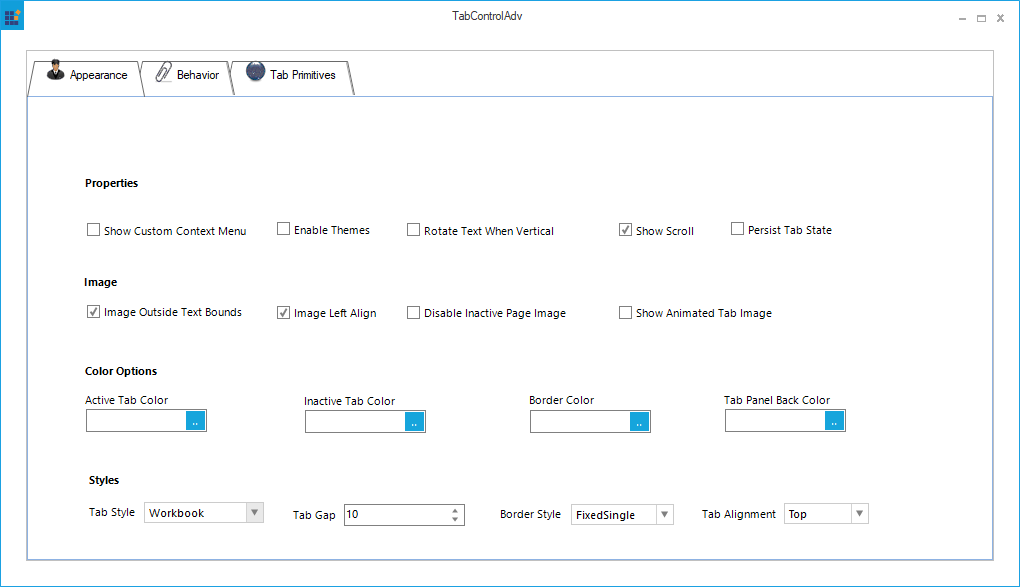 TabControlAdv
Appearance Behavior Tab Primitives
Properties
Show Custom Context Menu Enable Themes Rotate Text When Vertical Show Scroll Persist Tab State
Image
Image Outside Text Bounds Image Left Align Disable Inactive Page Image Show Animated Tab Image
Color Options
Active Tab Color Inactive Tab Color Border Color Tab Panel Back Color
.. .. .. ..
Styles
Tab Style Workbook Tab Gap 10 Border Style FixedSingle Tab Alignment Top